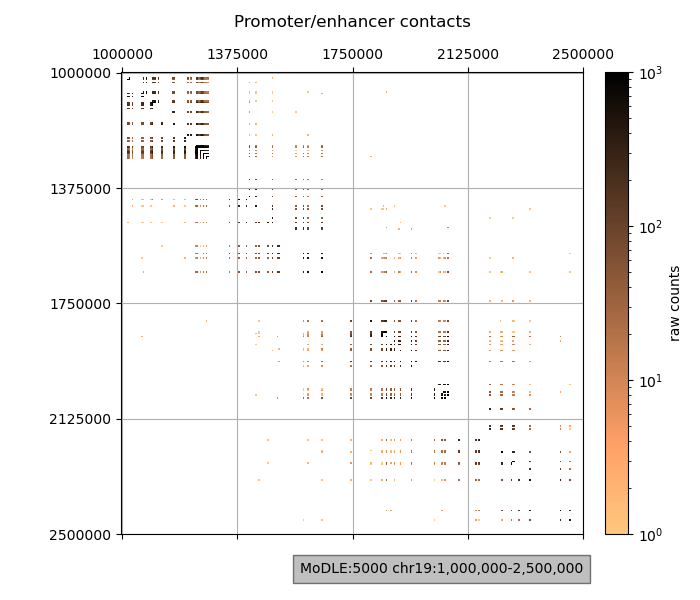 Promoter/enhancer contacts
1000000 1375000 1750000 2125000 2500000
1000000
1375000
1750000
2125000
2500000
10³
10²
10¹
10⁰
raw counts
MoDLE:5000 chr19:1,000,000-2,500,000